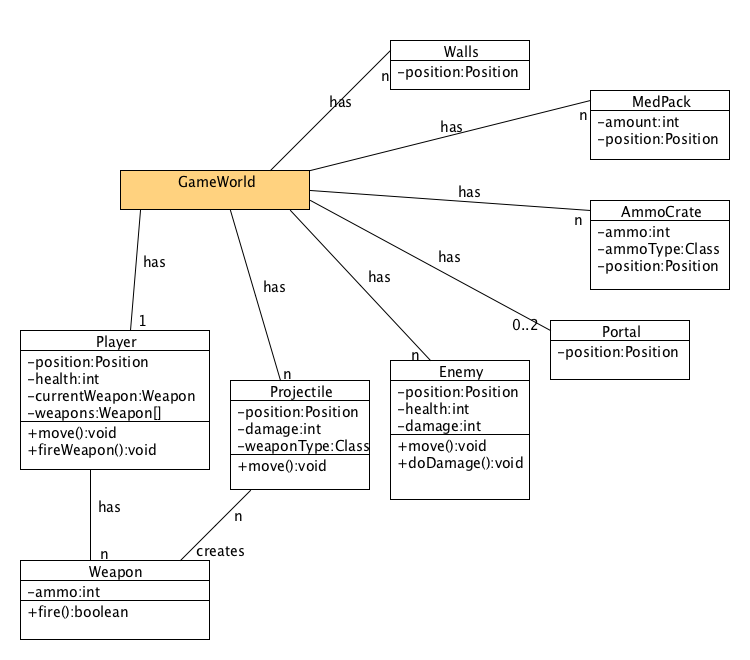 Walls
-position:Position
n
has
MedPack
-amount:int
-position:Position
n
has
GameWorld
has
n
AmmoCrate
-ammo:int
-ammoType:Class
-position:Position
has
0..2
Portal
-position:Position
has
1
Player
-position:Position
-health:int
-currentWeapon:Weapon
-weapons:Weapon[]
+move():void
+fireWeapon():void
has
n
Projectile
-position:Position
-damage:int
-weaponType:Class
+move():void
has
n
Enemy
-position:Position
-health:int
-damage:int
+move():void
+doDamage():void
has
n
n
creates
Weapon
-ammo:int
+fire():boolean